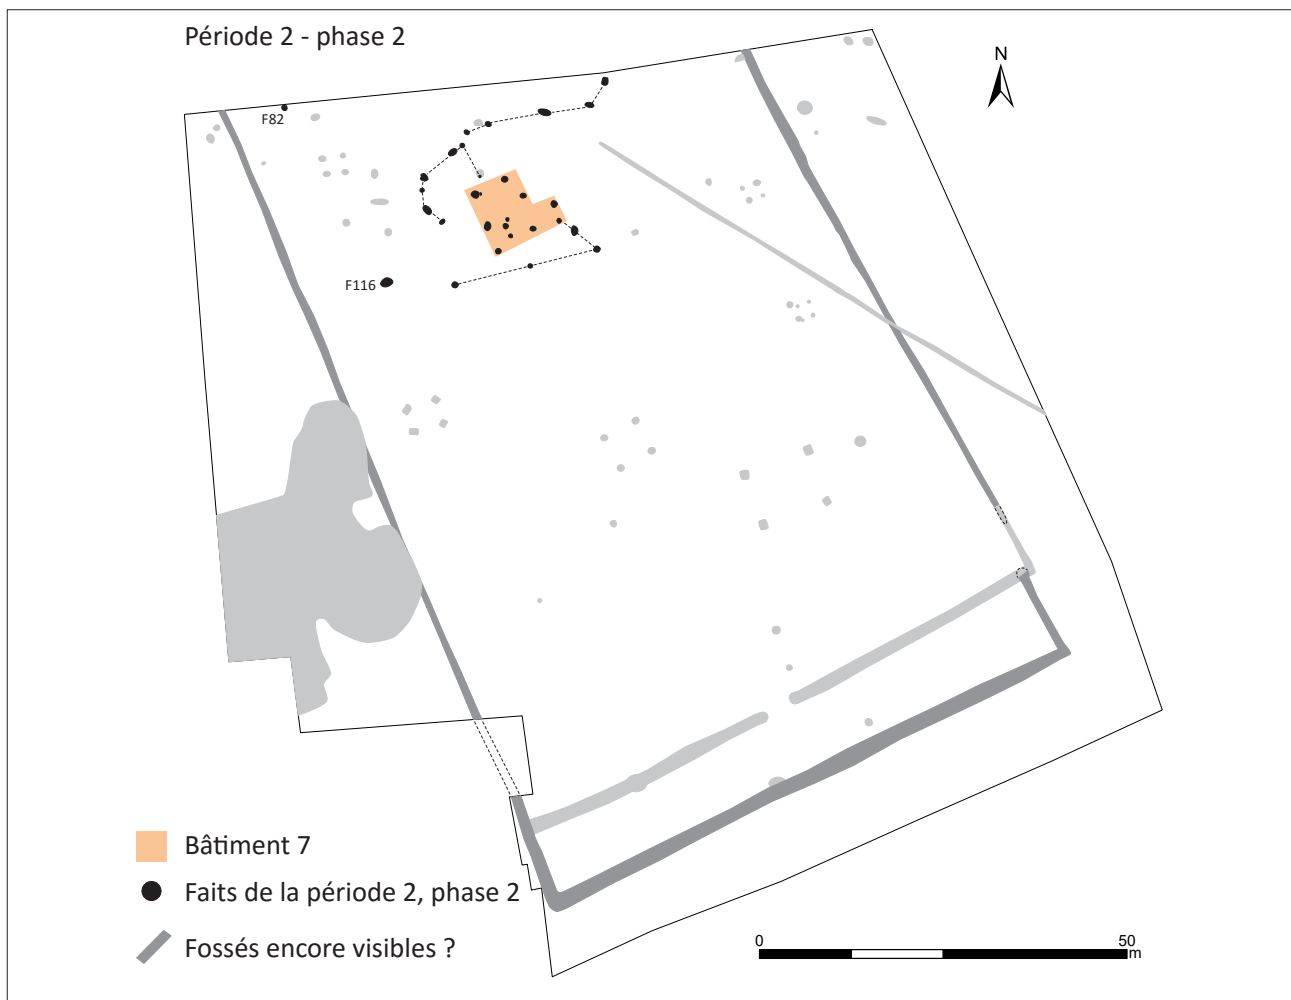 Période 2 - phase 2
N
F82
F116
Bâtiment 7
Faits de la période 2, phase 2
Fossés encore visibles ?
0 50
m